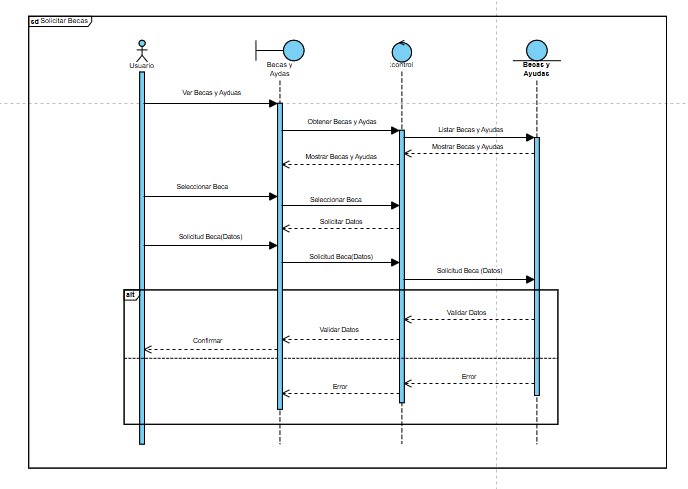 sd Solicitar Becas
Usuario
Becas y
Aydas
:control
Becas y
Ayudas
Ver Becas y Ayduas
Obtener Becas y Aydas
Listar Becas y Ayudas
Mostrar Becas y Ayudas
Mostrar Becas y Ayudas
Seleccionar Beca
Seleccionar Beca
Solicitar Datos
Solicitud Beca(Datos)
Solicitud Beca(Datos)
Solicitud Beca (Datos)
alt
Validar Datos
Validar Datos
Confirmar
Error
Error